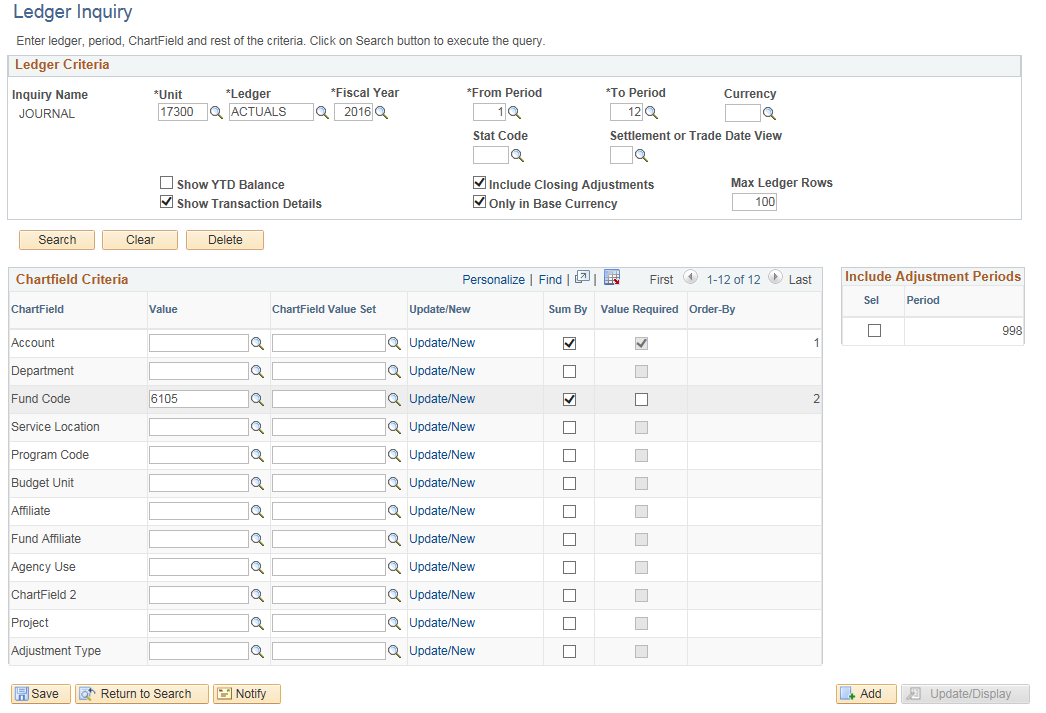 Ledger Inquiry
Enter ledger, period, ChartField and rest of the criteria. Click on Search button to execute the query.
Ledger Criteria
Inquiry Name *Unit *Ledger *Fiscal Year *From Period *To Period Currency
JOURNAL 17300 ACTUALS 2016 1 12
Stat Code Settlement or Trade Date View
Show YTD Balance Include Closing Adjustments Max Ledger Rows
Show Transaction Details Only in Base Currency 100
Search Clear Delete
Chartfield Criteria Personalize | Find | | First 1-12 of 12 Last
ChartField Value ChartField Value Set Update/New Sum By Value Required Order-By
Account Update/New 1
Department Update/New
Fund Code 6105 Update/New 2
Service Location Update/New
Program Code Update/New
Budget Unit Update/New
Affiliate Update/New
Fund Affiliate Update/New
Agency Use Update/New
ChartField 2 Update/New
Project Update/New
Adjustment Type Update/New
Include Adjustment Periods
Sel Period
998
Save Return to Search Notify Add Update/Display